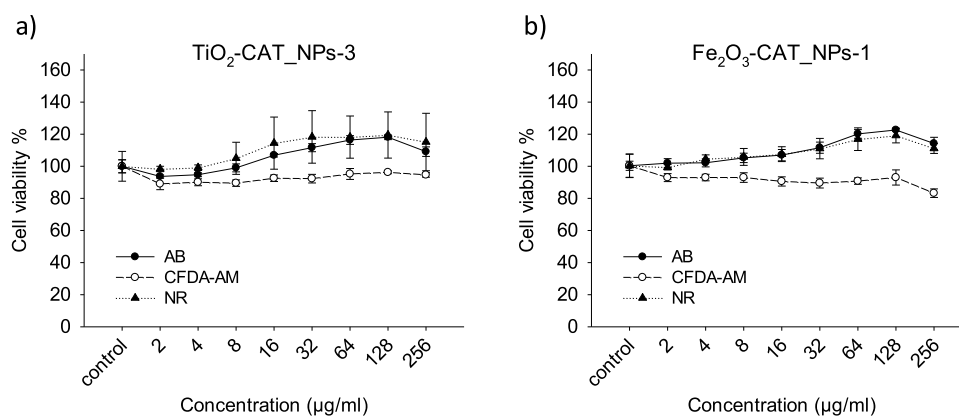 a)
TiO₂-CAT_NPs-3
160
140
120
100
80
60
40
20
0
Cell viability %
AB
CFDA-AM
NR
control 2 4 8 16 32 64 128 256
Concentration (µg/ml)
b)
Fe₂O₃-CAT_NPs-1
160
140
120
100
80
60
40
20
0
Cell viability %
AB
CFDA-AM
NR
control 2 4 8 16 32 64 128 256
Concentration (µg/ml)